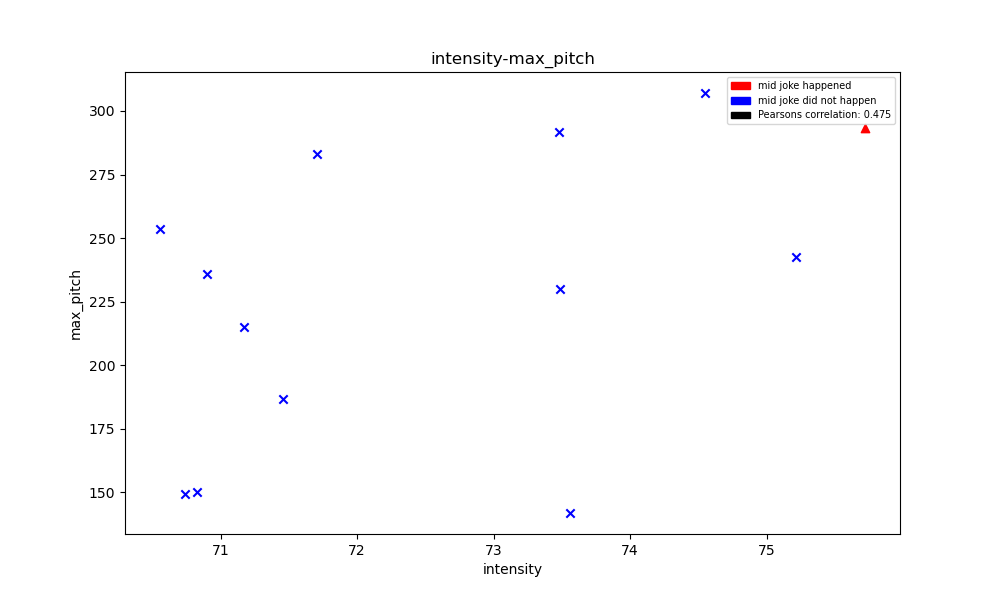 intensity-max_pitch
mid joke happened
mid joke did not happen
Pearsons correlation: 0.475
max_pitch
300
275
250
225
200
175
150
71
72
73
74
75
intensity